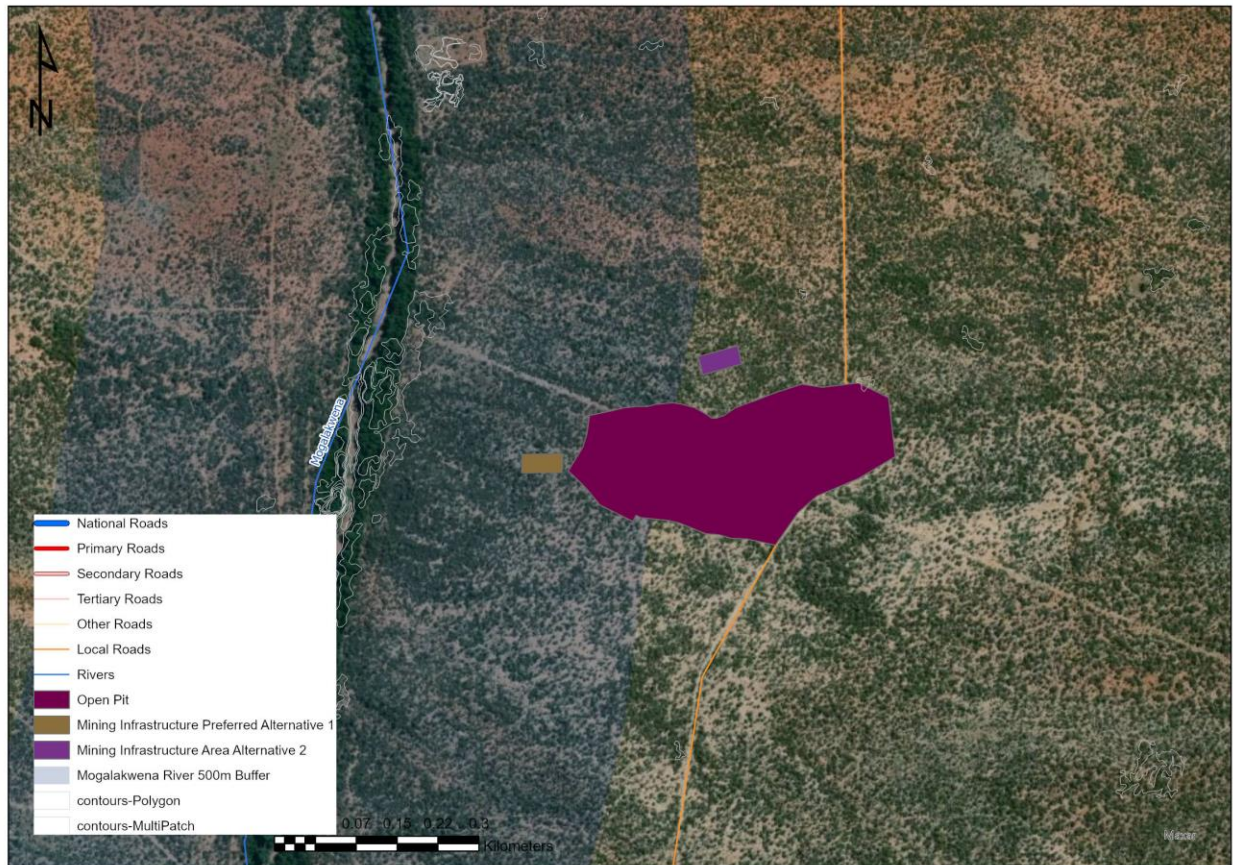 N
Mogalakwena
National Roads
Primary Roads
Secondary Roads
Tertiary Roads
Other Roads
Local Roads
Rivers
Open Pit
Mining Infrastructure Preferred Alternative 1
Mining Infrastructure Area Alternative 2
Mogalakwena River 500m Buffer
contours-Polygon
contours-MultiPatch
0.07 0.15 0.22 0.3
Kilometers
Maxar